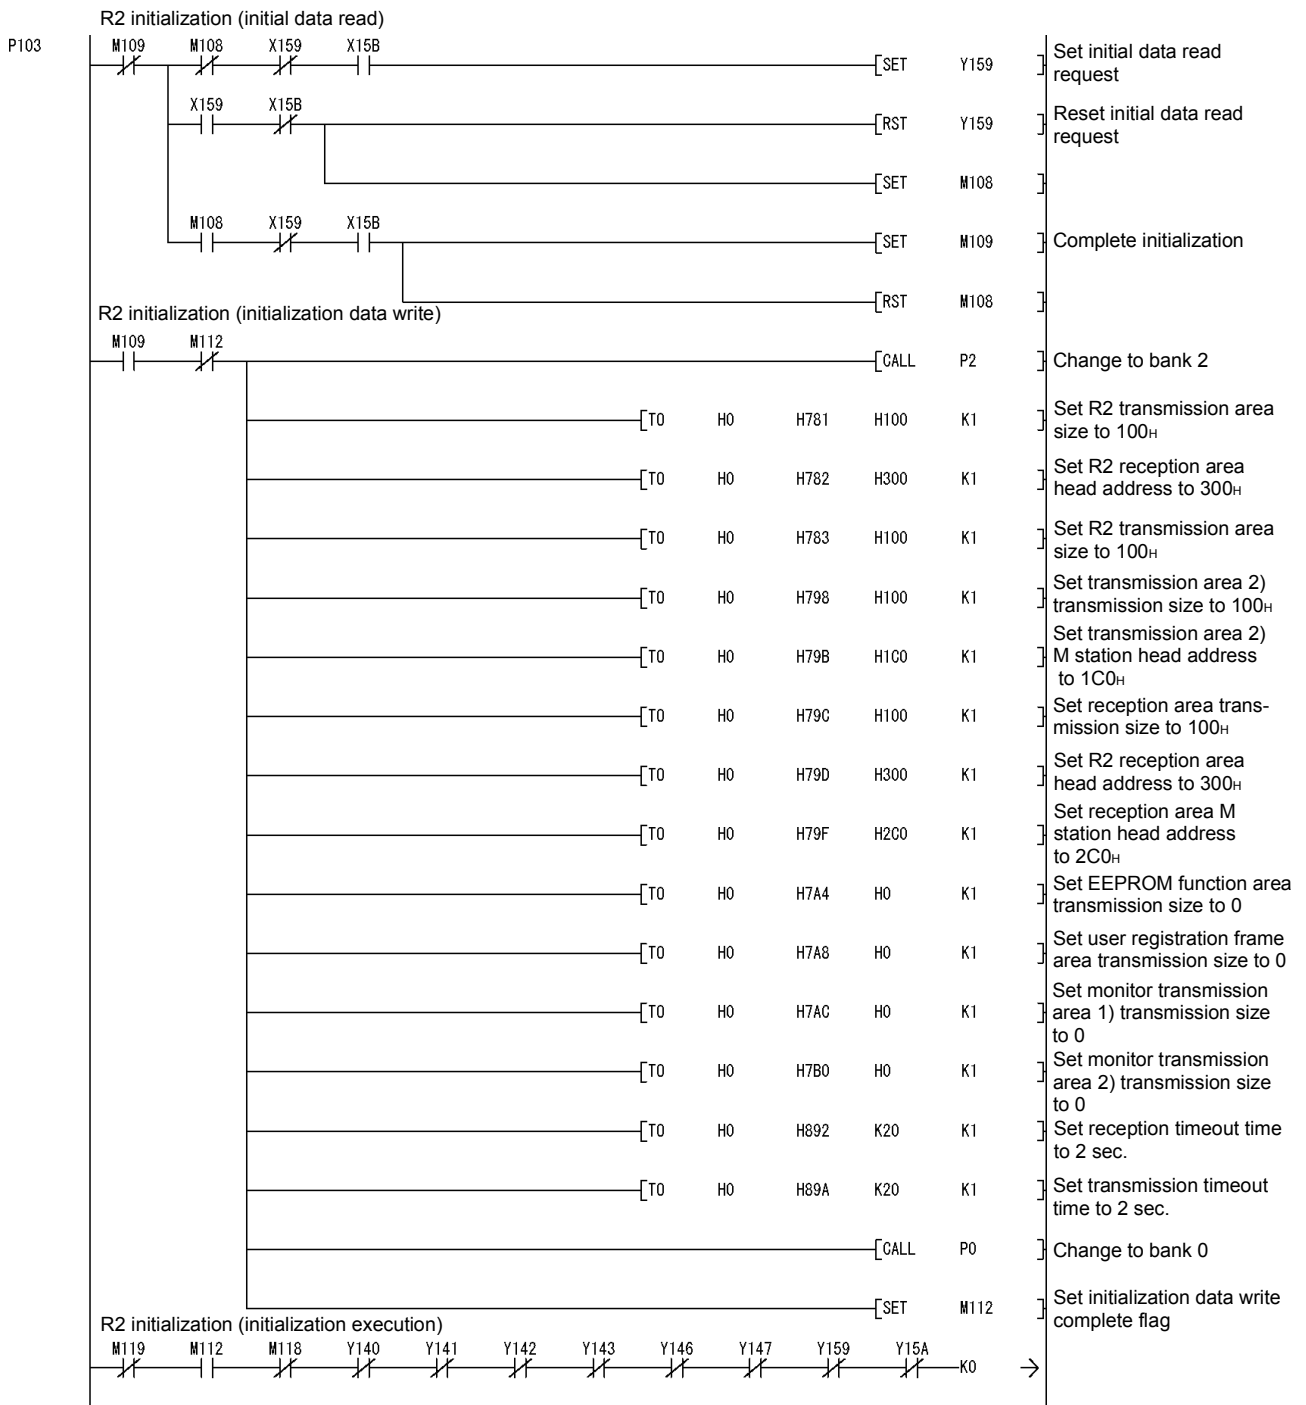 R2 initialization (initial data read)
P103
M109 M108 X159 X15B
SET Y159
Set initial data read
request
X159 X15B
RST Y159
Reset initial data read
request
SET M108
M108 X159 X15B
SET M109
Complete initialization
RST M108
R2 initialization (initialization data write)
M109 M112
CALL P2
Change to bank 2
TO H0 H781 H100 K1
Set R2 transmission area
size to 100H
TO H0 H782 H300 K1
Set R2 reception area
head address to 300H
TO H0 H783 H100 K1
Set R2 transmission area
size to 100H
TO H0 H798 H100 K1
Set transmission area 2)
transmission size to 100H
TO H0 H79B H1C0 K1
Set transmission area 2)
M station head address
to 1C0H
TO H0 H79C H100 K1
Set reception area trans-
mission size to 100H
TO H0 H79D H300 K1
Set R2 reception area
head address to 300H
TO H0 H79F H2C0 K1
Set reception area M
station head address
to 2C0H
TO H0 H7A4 H0 K1
Set EEPROM function area
transmission size to 0
TO H0 H7A8 H0 K1
Set user registration frame
area transmission size to 0
TO H0 H7AC H0 K1
Set monitor transmission
area 1) transmission size
to 0
TO H0 H7B0 H0 K1
Set monitor transmission
area 2) transmission size
to 0
TO H0 H892 K20 K1
Set reception timeout time
to 2 sec.
TO H0 H89A K20 K1
Set transmission timeout
time to 2 sec.
CALL P0
Change to bank 0
SET M112
Set initialization data write
complete flag
R2 initialization (initialization execution)
M119 M112 M118 Y140 Y141 Y142 Y143 Y146 Y147 Y159 Y15A
K0